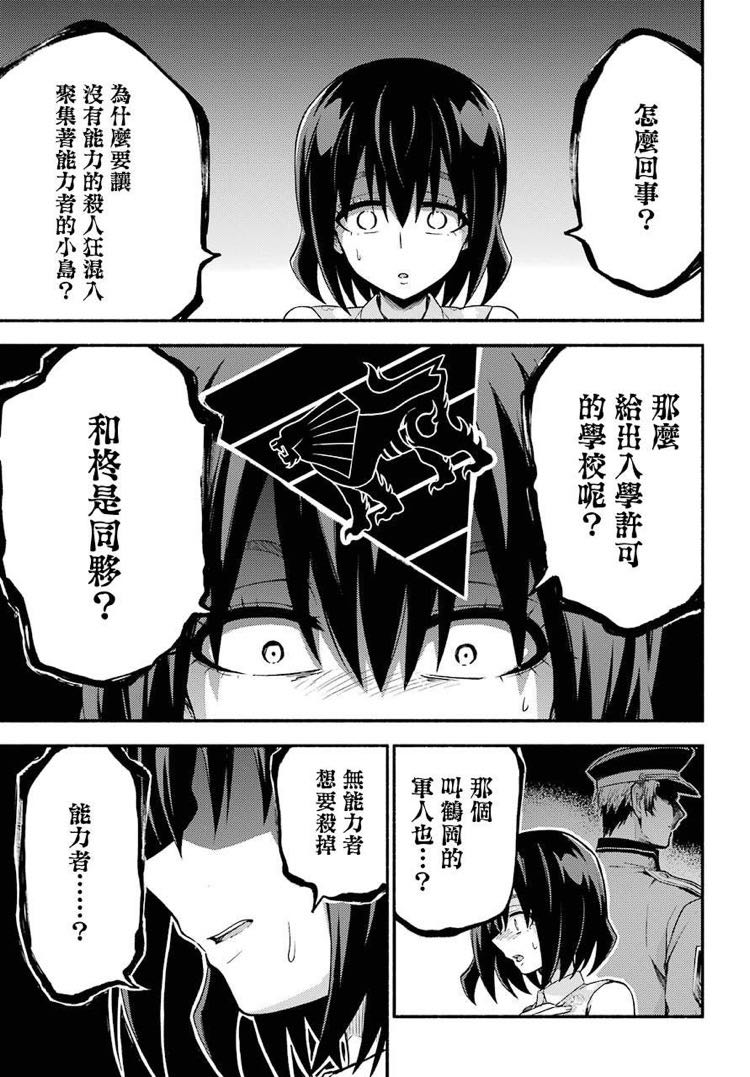 怎麼回事？
為什麼要讓
沒有能力的殺人狂混入
聚集著能力者的小島？
那麼
給出入學許可
的學校呢？
和柊是同夥？
那個
叫鶴岡的
軍人也…？
無能力者
想要殺掉
能力者……？